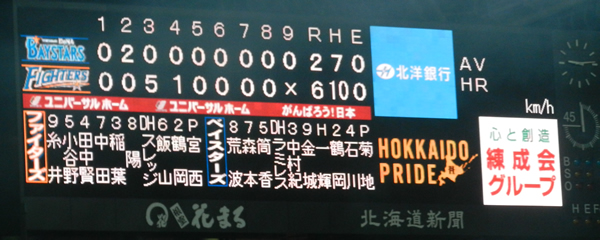 1 2 3 4 5 6 7 8 9 R H E
BAYSTARS 0 2 0 0 0 0 0 0 0 2 7 0
FIGHTERS 0 0 5 1 0 0 0 0 × 6 10 0
ユニバーサル ホーム ユニバーサル ホーム がんばろう!日本
ファイターズ
9 糸井
5 小谷野
4 田中賢
7 中田
3 稲葉
8 陽
DH スレッジ
6 飯山
2 鶴岡
P 宮西
ベイスターズ
8 荒波
7 森本
5 筒香
DH ラミレス
3 中村紀
9 金城
H 一輝
2 鶴岡
4 石川
P 菊地
北洋銀行
AV
HR
km/h
HOKKAIDO
PRIDE
心と創造
練成会
グループ
45
B
S
O
H E F
花まる
北海道新聞